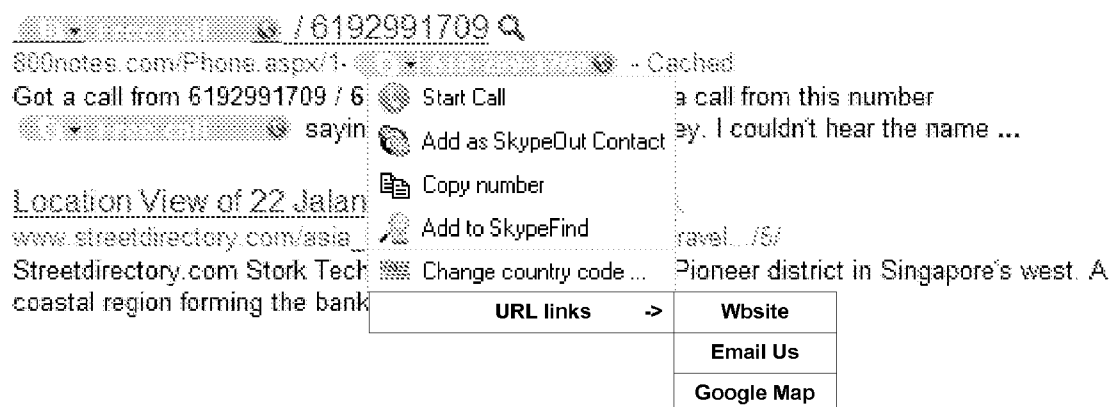 / 6192991709
800notes.com/Phone.aspx/1- - Cached
Got a call from 6192991709 / 6 a call from this number
sayin ey. I couldn't hear the name ...
Start Call
Add as SkypeOut Contact
Copy number
Add to SkypeFind
Change country code ...
URL links ->
Wbsite
Email Us
Google Map
Location View of 22 Jalan
www.streetdirectory.com/asia_ ravel.../5/
Streetdirectory.com Stork Tech Pioneer district in Singapore's west. A
coastal region forming the bank